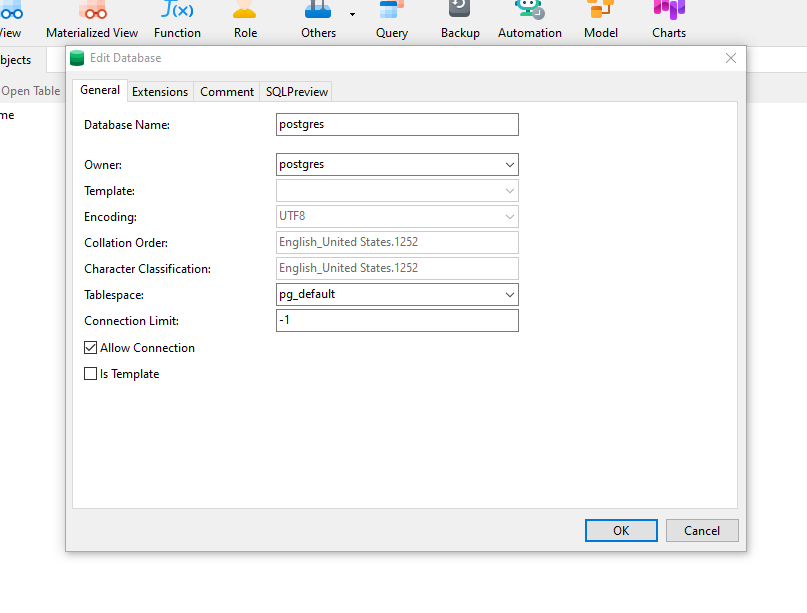 View Materialized View Function Role Others Query Backup Automation Model Charts
Edit Database
Open Table
General Extensions Comment SQLPreview
Database Name: postgres
Owner: postgres
Template:
Encoding: UTF8
Collation Order: English_United States.1252
Character Classification: English_United States.1252
Tablespace: pg_default
Connection Limit: -1
Allow Connection
Is Template
OK Cancel